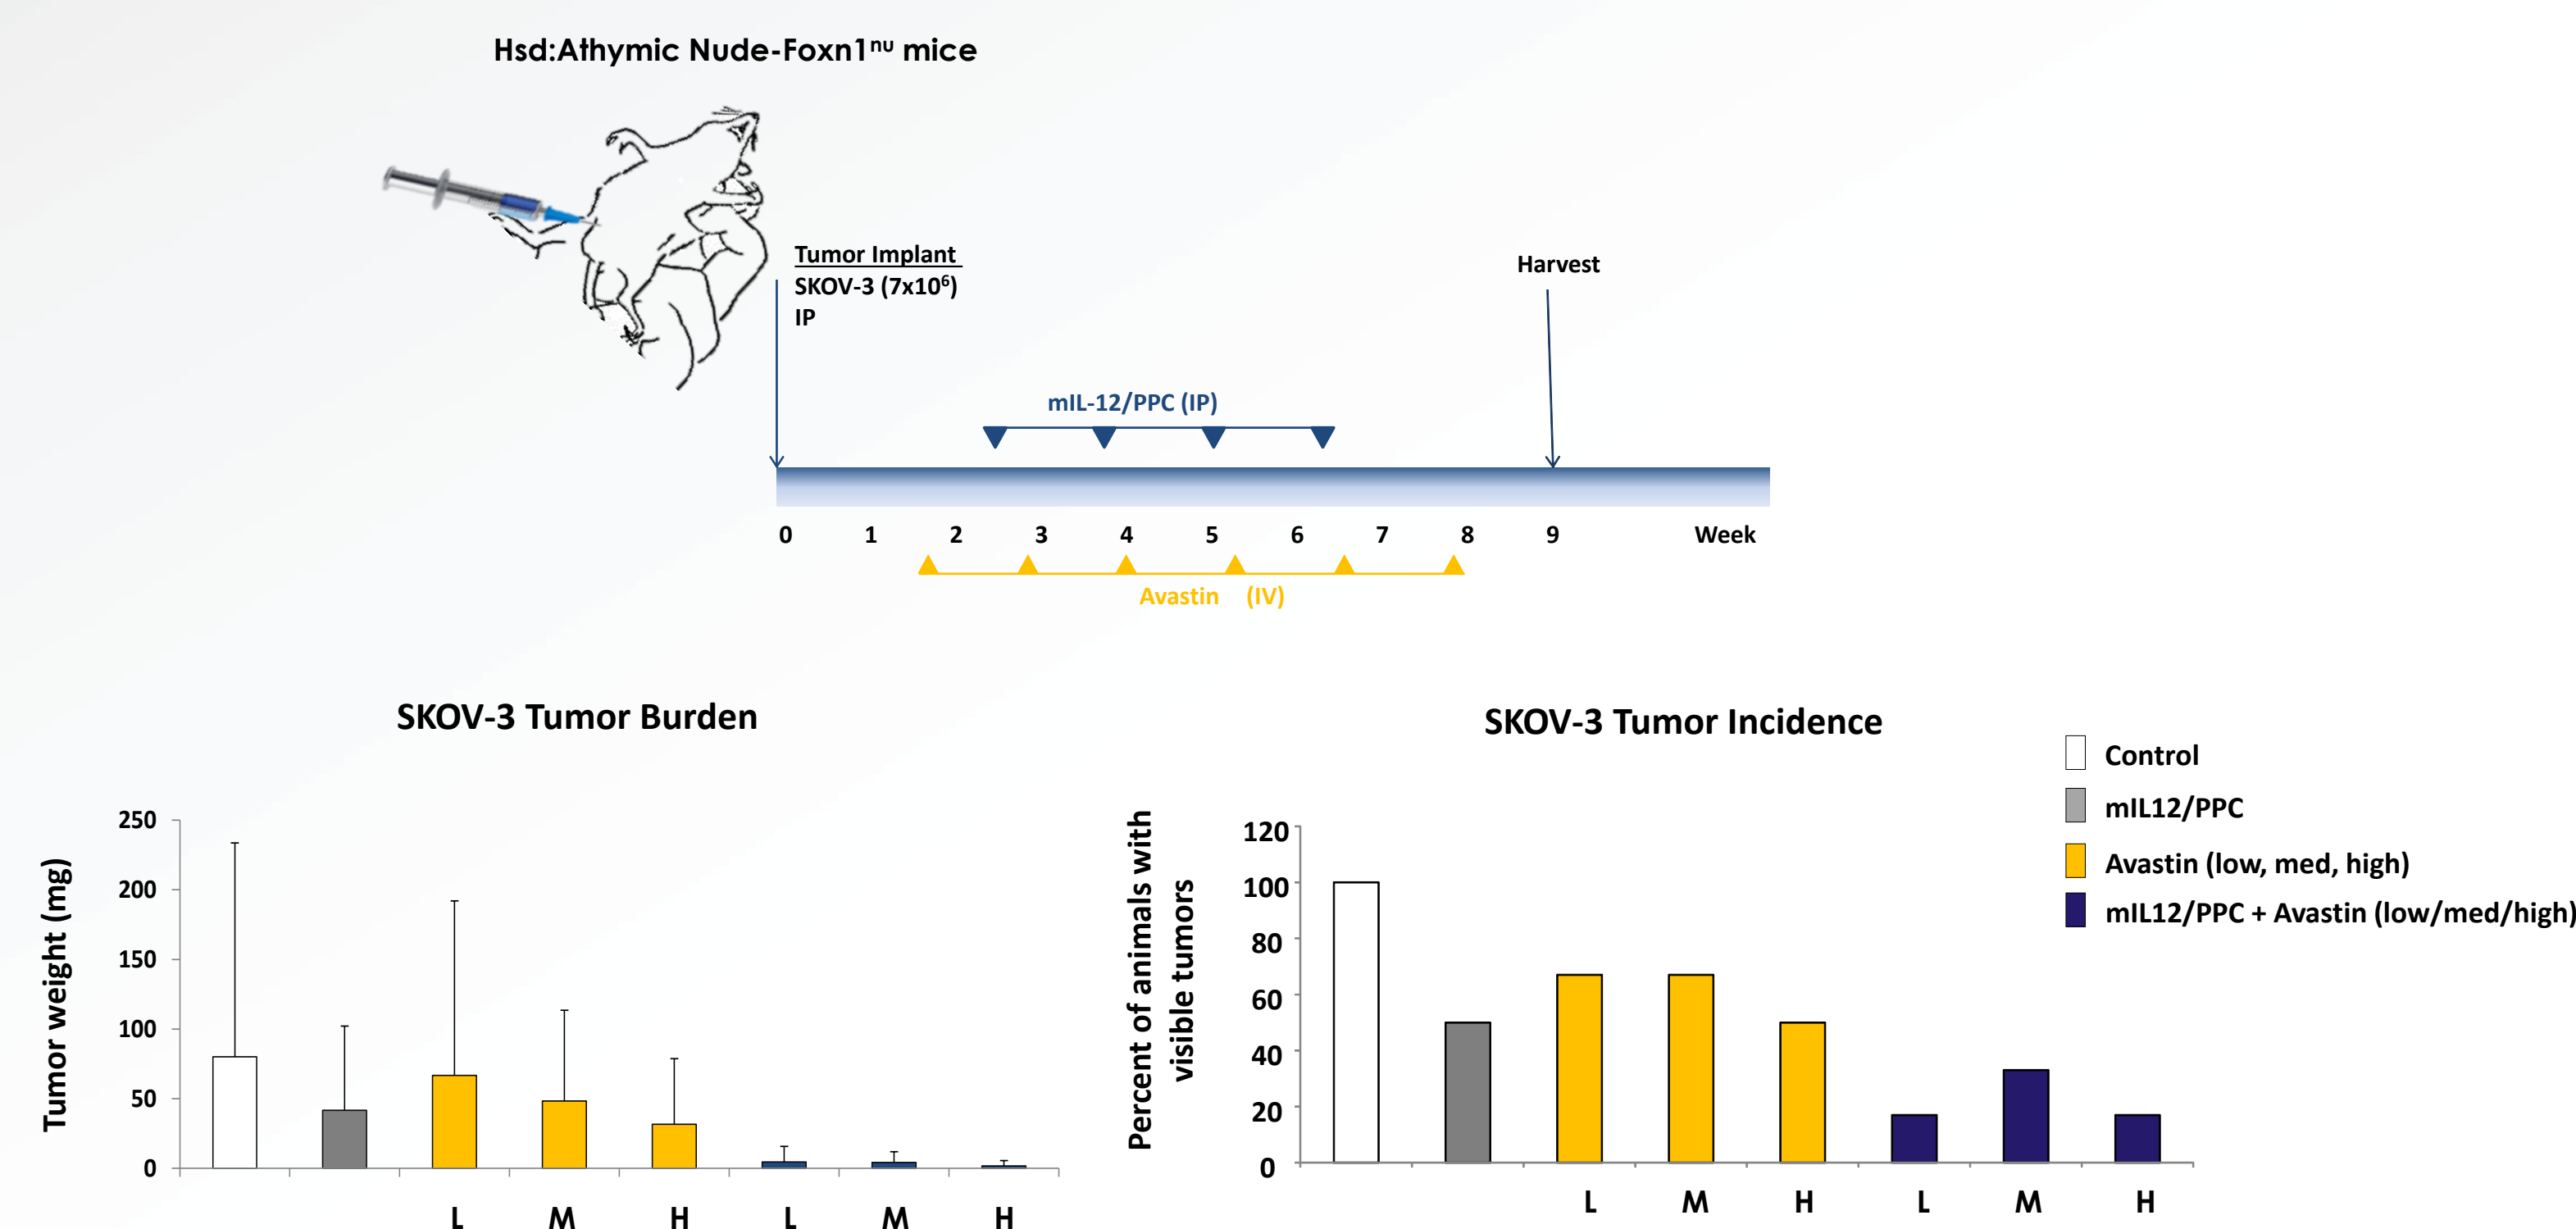 Hsd:Athymic Nude-Foxn1ⁿᵘ mice
Tumor Implant
SKOV-3 (7x10⁶)
IP
Harvest
mIL-12/PPC (IP)
0 1 2 3 4 5 6 7 8 9 Week
Avastin (IV)
SKOV-3 Tumor Burden
Tumor weight (mg)
250
200
150
100
50
0
L M H L M H
SKOV-3 Tumor Incidence
Percent of animals with
visible tumors
120
100
80
60
40
20
0
L M H L M H
Control
mIL12/PPC
Avastin (low, med, high)
mIL12/PPC + Avastin (low/med/high)